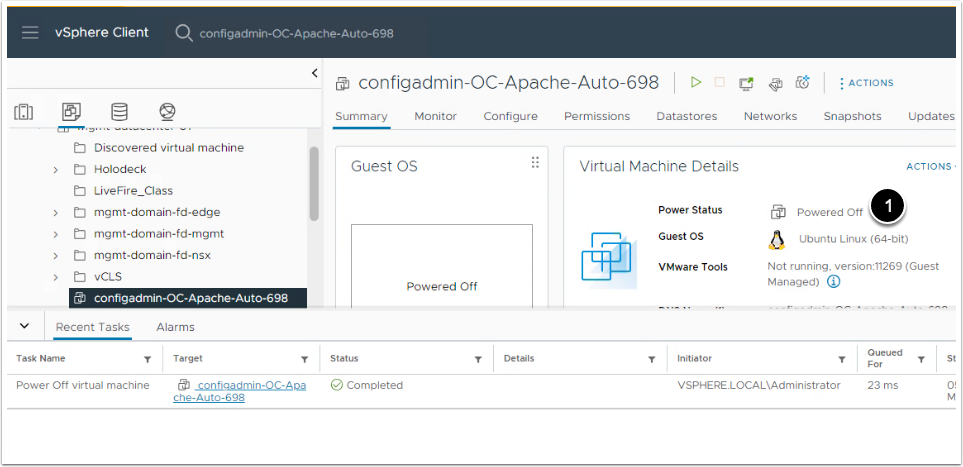 vSphere Client
configadmin-OC-Apache-Auto-698
configadmin-OC-Apache-Auto-698
ACTIONS
Summary Monitor Configure Permissions Datastores Networks Snapshots Updates
Discovered virtual machine
Holodeck
LiveFire_Class
mgmt-domain-fd-edge
mgmt-domain-fd-mgmt
mgmt-domain-fd-nsx
vCLS
configadmin-OC-Apache-Auto-698
Guest OS
Powered Off
Virtual Machine Details
ACTIONS
Power Status Powered Off
1
Guest OS Ubuntu Linux (64-bit)
VMware Tools Not running, version:11269 (Guest
Managed)
Recent Tasks Alarms
Task Name Target Status Details Initiator Queued
For
Power Off virtual machine configadmin-OC-Apa Completed VSPHERE.LOCAL\Administrator 23 ms
che-Auto-698